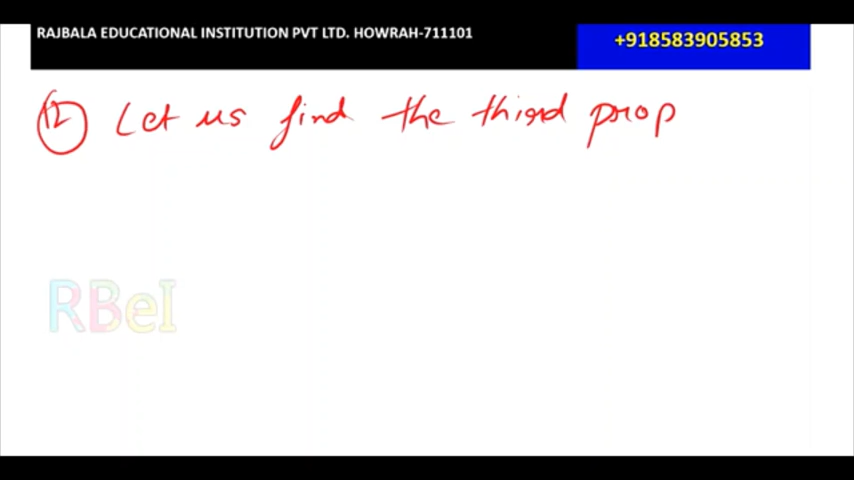 RAJBALA EDUCATIONAL INSTITUTION PVT LTD. HOWRAH-711101
+918583905853
12 Let us find the third prop
RBeI